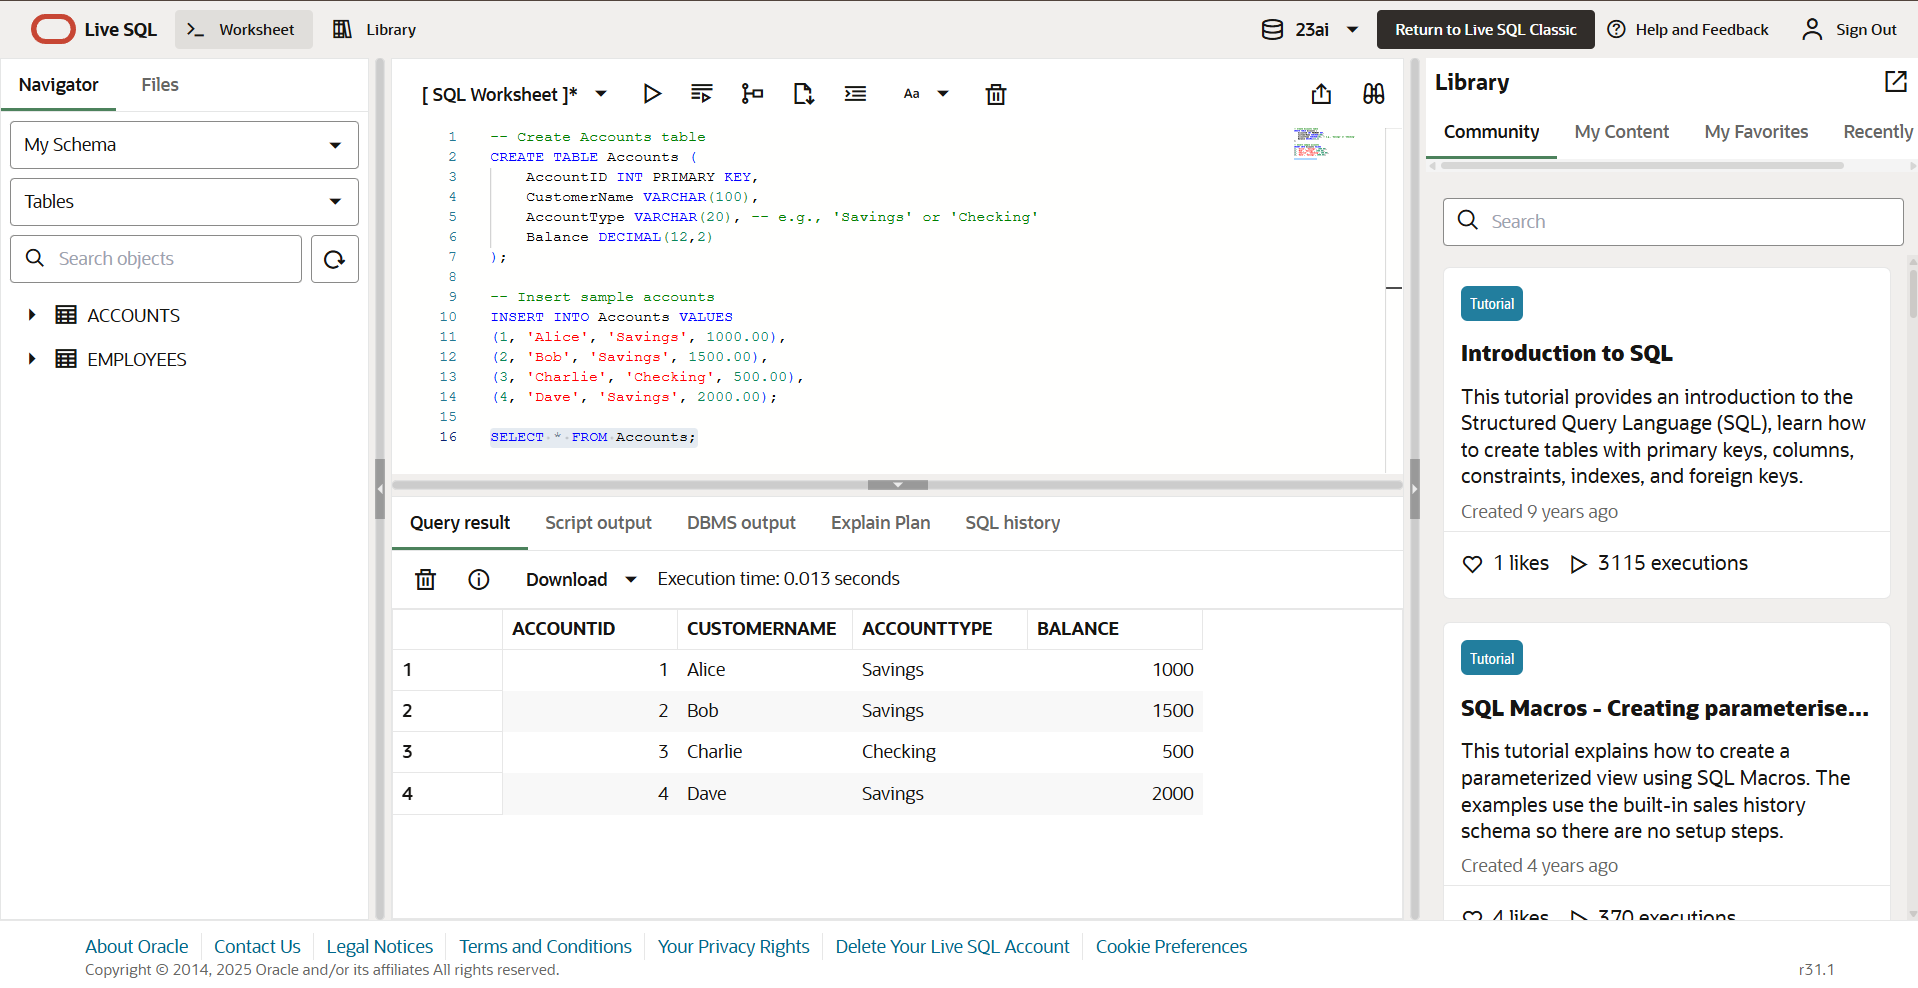 Live SQL
Worksheet
Library
23ai
Return to Live SQL Classic
Help and Feedback
Sign Out
Navigator
Files
My Schema
Tables
Search objects
ACCOUNTS
EMPLOYEES
[ SQL Worksheet ]*
Aa
1 -- Create Accounts table
2 CREATE TABLE Accounts (
3 AccountID INT PRIMARY KEY,
4 CustomerName VARCHAR(100),
5 AccountType VARCHAR(20), -- e.g., 'Savings' or 'Checking'
6 Balance DECIMAL(12,2)
7 );
8
9 -- Insert sample accounts
10 INSERT INTO Accounts VALUES
11 (1, 'Alice', 'Savings', 1000.00),
12 (2, 'Bob', 'Savings', 1500.00),
13 (3, 'Charlie', 'Checking', 500.00),
14 (4, 'Dave', 'Savings', 2000.00);
15
16 SELECT * FROM Accounts;
Query result
Script output
DBMS output
Explain Plan
SQL history
Download
Execution time: 0.013 seconds
ACCOUNTID CUSTOMERNAME ACCOUNTTYPE BALANCE
1 1 Alice Savings 1000
2 2 Bob Savings 1500
3 3 Charlie Checking 500
4 4 Dave Savings 2000
Library
Community
My Content
My Favorites
Recently
Search
Tutorial
Introduction to SQL
This tutorial provides an introduction to the
Structured Query Language (SQL), learn how
to create tables with primary keys, columns,
constraints, indexes, and foreign keys.
Created 9 years ago
1 likes 3115 executions
Tutorial
SQL Macros - Creating parameterise...
This tutorial explains how to create a
parameterized view using SQL Macros. The
examples use the built-in sales history
schema so there are no setup steps.
Created 4 years ago
4 likes 370 executions
About Oracle
Contact Us
Legal Notices
Terms and Conditions
Your Privacy Rights
Delete Your Live SQL Account
Cookie Preferences
Copyright © 2014, 2025 Oracle and/or its affiliates All rights reserved.
r31.1